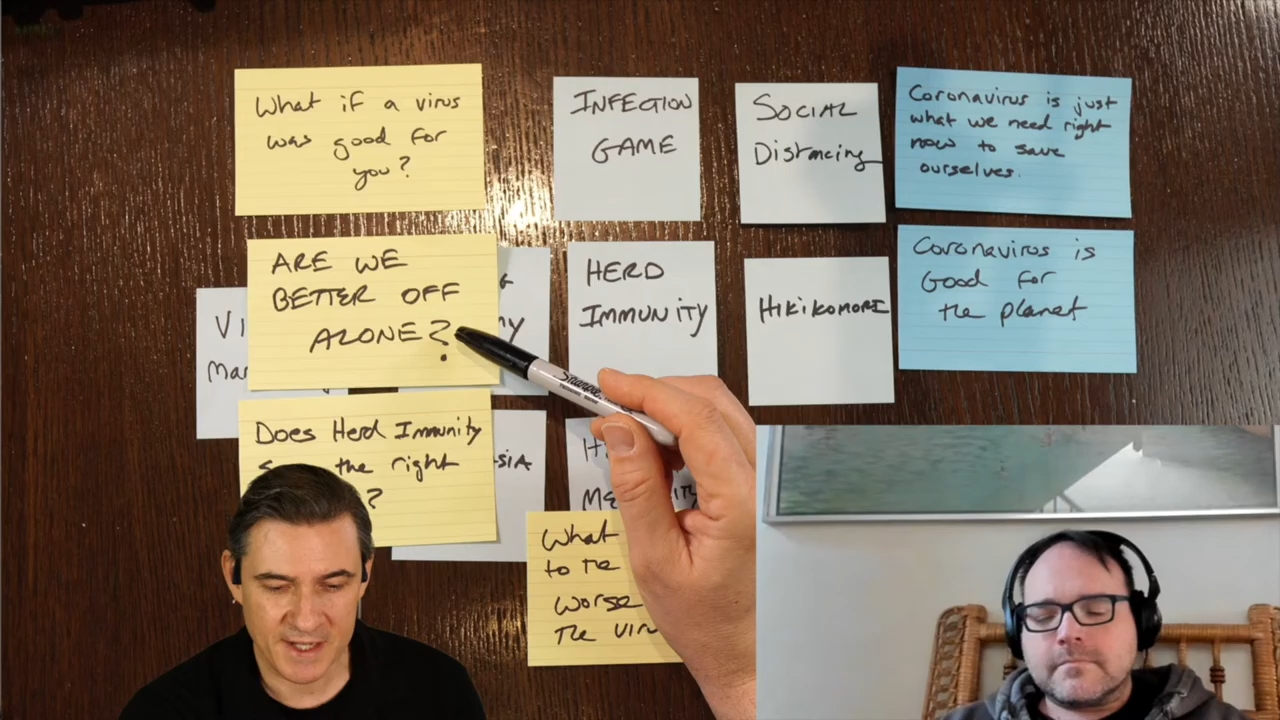 What if a virus
was good for
you?
INFECTION
GAME
SOCIAL
Distancing
Coronavirus is just
what we need right
now to save
ourselves.
ARE WE
BETTER OFF
ALONE?
HERD
IMMUNITY
HIKIKOMORI
Coronavirus is
Good for
the planet
Does Herd Immunity
the right
?
What
to the
worse
the
Sharpie